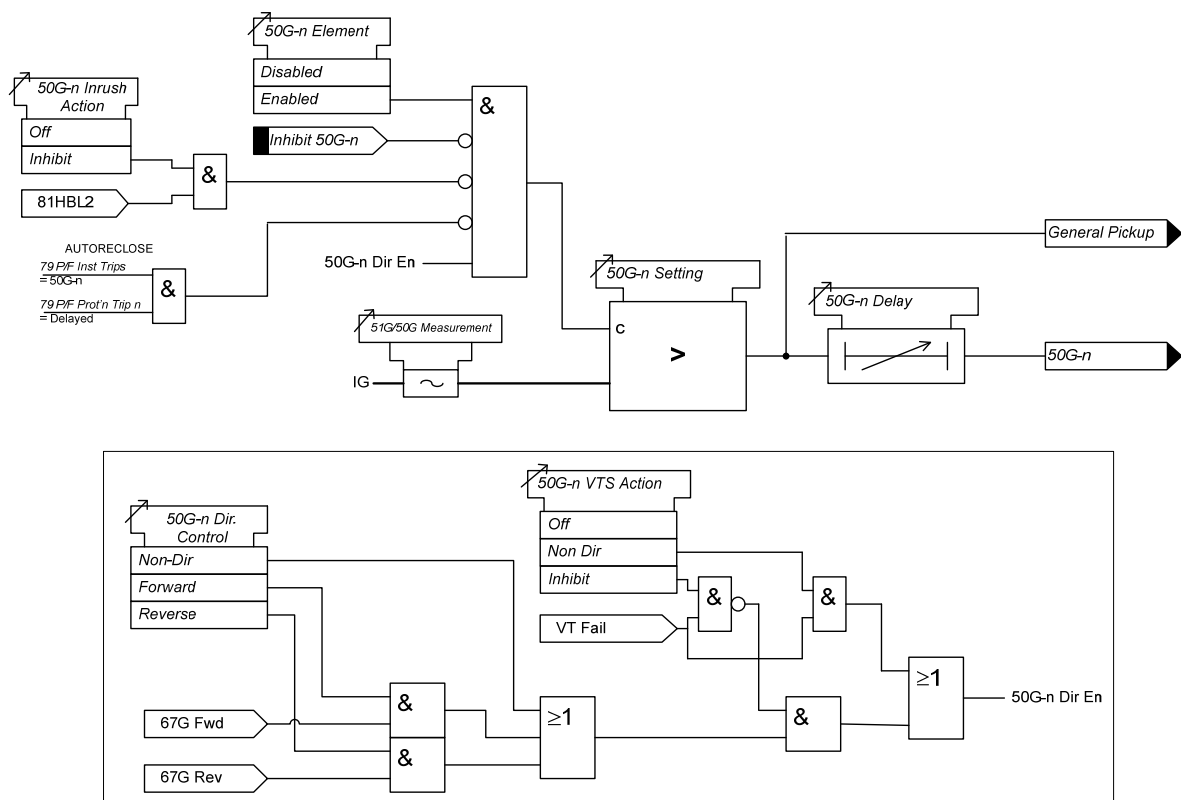 50G-n Element
Disabled
Enabled
Inhibit 50G-n
50G-n Inrush
Action
Off
Inhibit
81HBL2
&
&
AUTORECLOSE
79 P/F Inst Trips
= 50G-n
79 P/F Prot'n Trip n
= Delayed
&
50G-n Dir En
51G/50G Measurement
IG
50G-n Setting
c
>
General Pickup
50G-n Delay
50G-n
50G-n Dir.
Control
Non-Dir
Forward
Reverse
67G Fwd
67G Rev
&
&
≥1
50G-n VTS Action
Off
Non Dir
Inhibit
VT Fail
&
&
&
≥1
50G-n Dir En